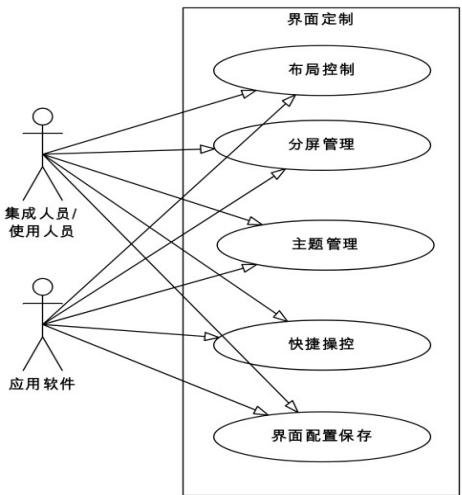 界面定制
布局控制
分屏管理
集成人员/
使用人员
主题管理
快捷操控
应用软件
界面配置保存